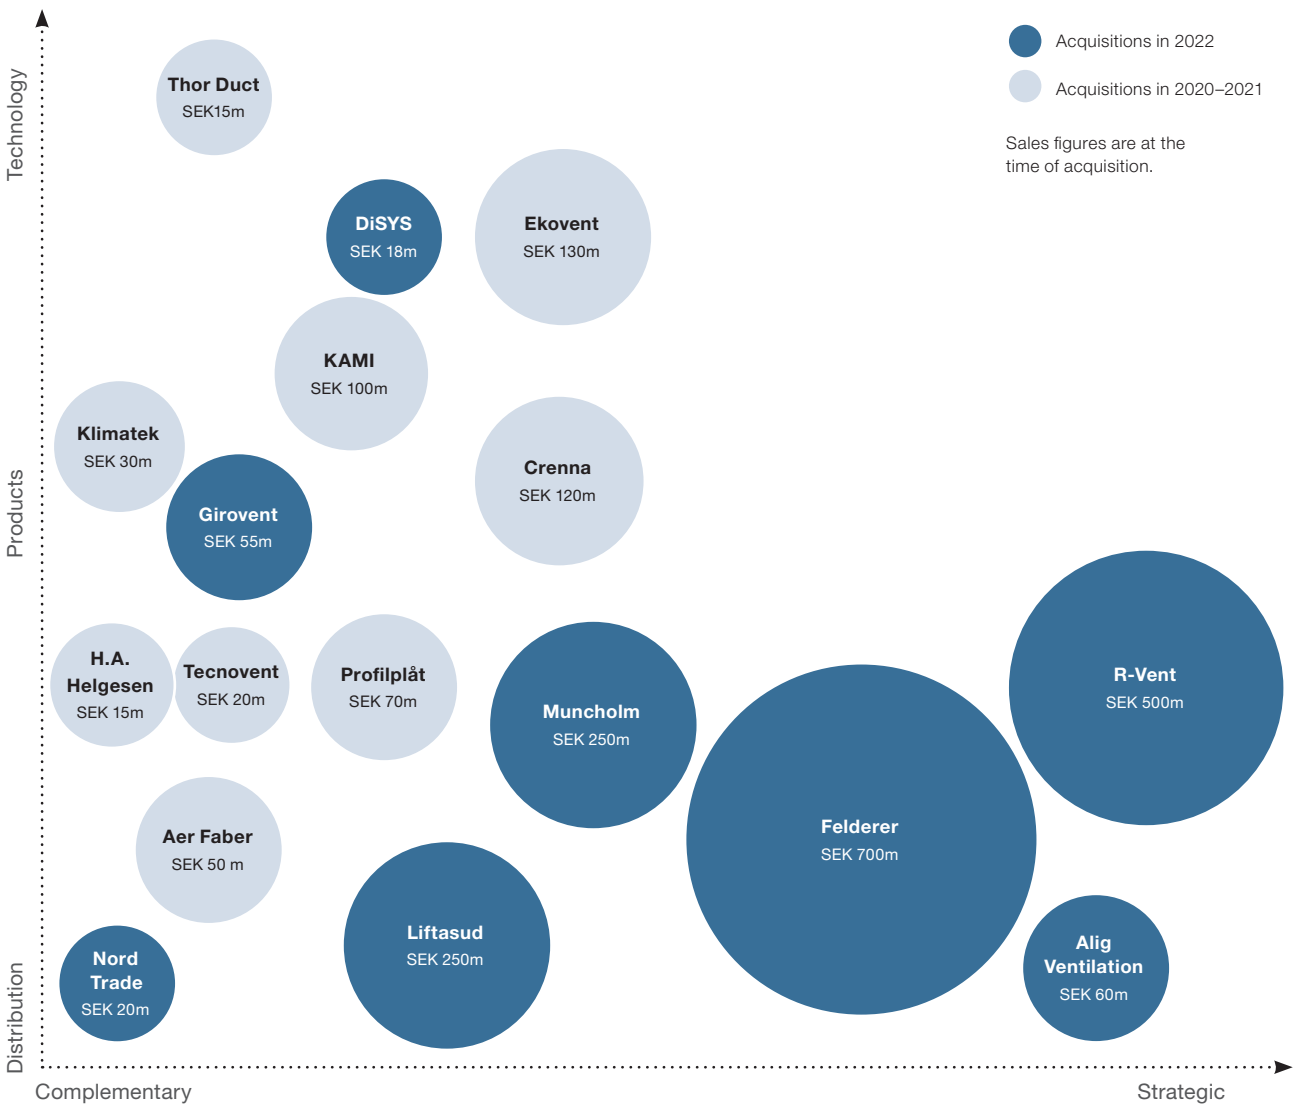 Technology
Products
Distribution
Complementary
Strategic
Acquisitions in 2022
Acquisitions in 2020–2021
Sales figures are at the
time of acquisition.
Thor Duct
SEK15m
DiSYS
SEK 18m
Ekovent
SEK 130m
KAMI
SEK 100m
Klimatek
SEK 30m
Crenna
SEK 120m
Girovent
SEK 55m
H.A.
Helgesen
SEK 15m
Tecnovent
SEK 20m
Profilplåt
SEK 70m
Muncholm
SEK 250m
R-Vent
SEK 500m
Felderer
SEK 700m
Aer Faber
SEK 50 m
Liftasud
SEK 250m
Nord
Trade
SEK 20m
Alig
Ventilation
SEK 60m